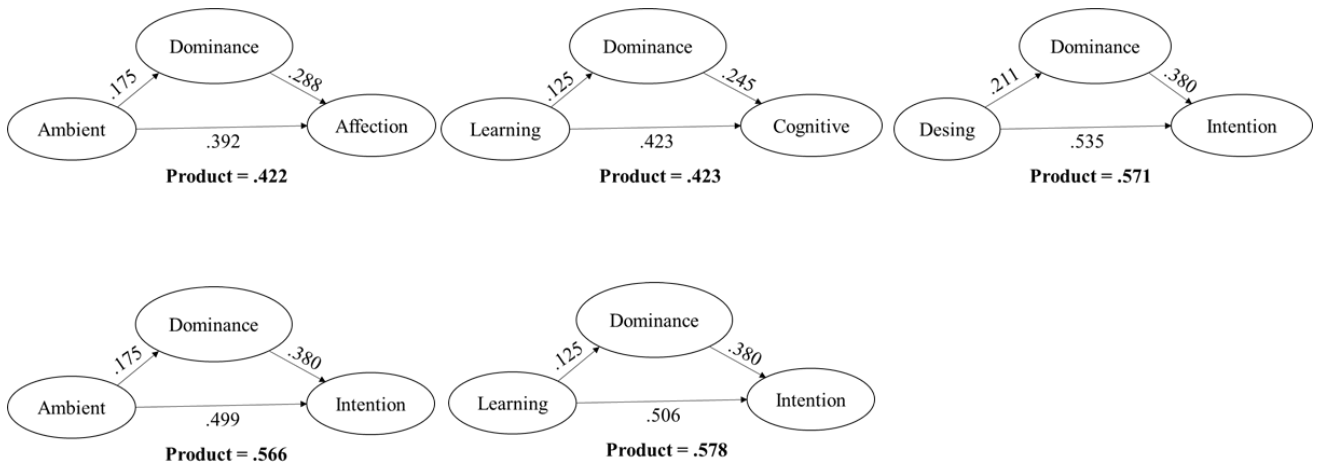 Dominance
.175
.288
Ambient
Affection
.392
Product = .422
Dominance
.125
.245
Learning
Cognitive
.423
Product = .423
Dominance
.211
.380
Desing
Intention
.535
Product = .571
Dominance
.175
.380
Ambient
Intention
.499
Product = .566
Dominance
.125
.380
Learning
Intention
.506
Product = .578